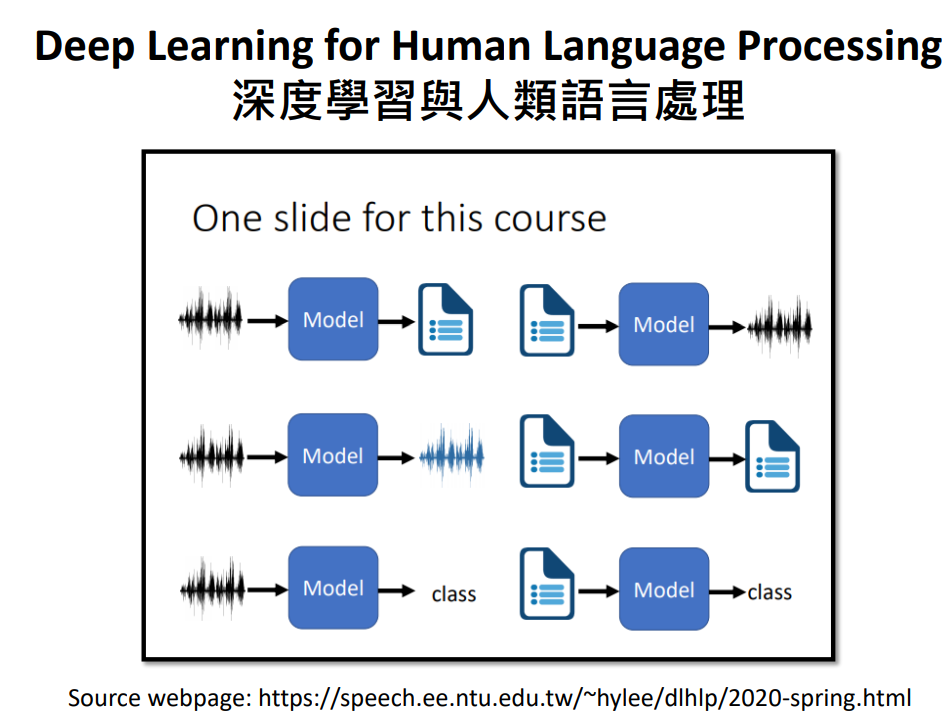 Deep Learning for Human Language Processing
深度學習與人類語言處理
One slide for this course
Model
Model
Model
Model
Model
class
Model
class
Source webpage: https://speech.ee.ntu.edu.tw/~hylee/dlhlp/2020-spring.html